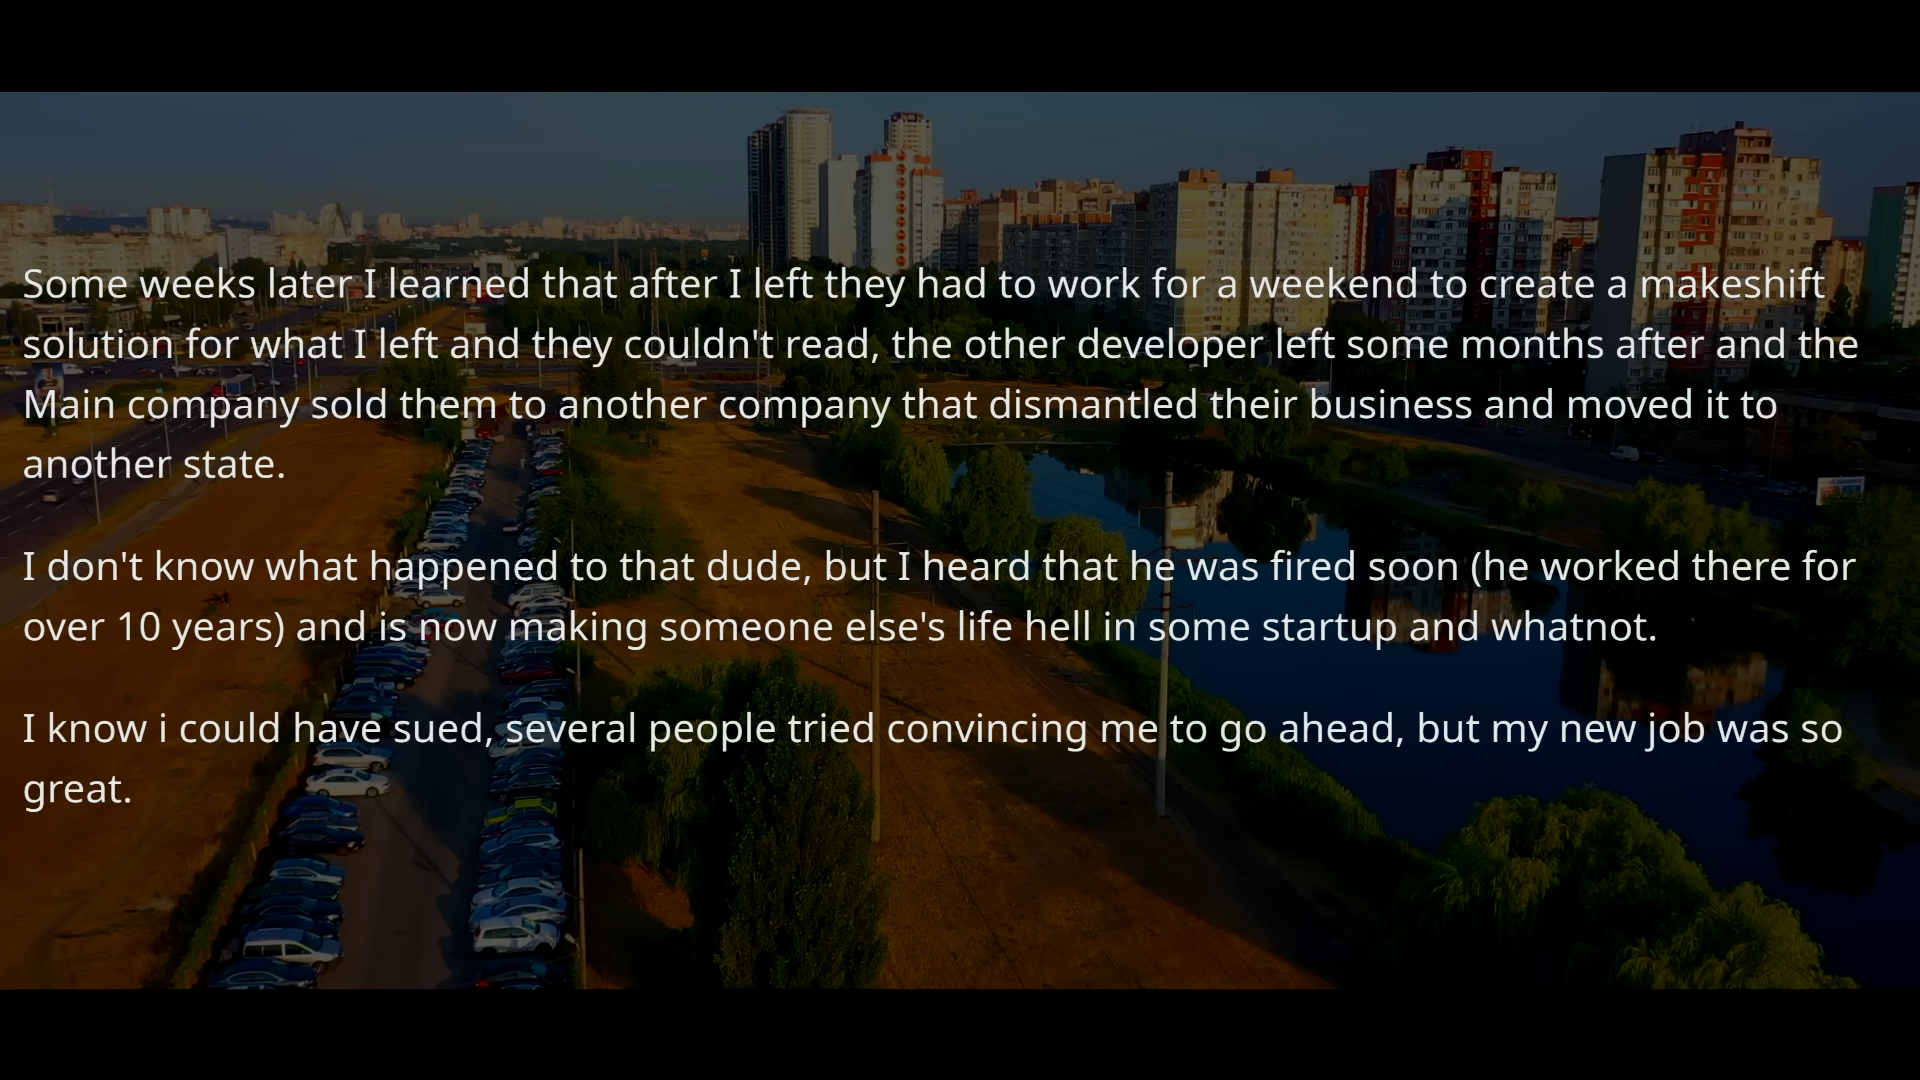 Some weeks later I learned that after I left they had to work for a weekend to create a makeshift
solution for what I left and they couldn't read, the other developer left some months after and the
Main company sold them to another company that dismantled their business and moved it to
another state.
I don't know what happened to that dude, but I heard that he was fired soon (he worked there for
over 10 years) and is now making someone else's life hell in some startup and whatnot.
I know i could have sued, several people tried convincing me to go ahead, but my new job was so
great.